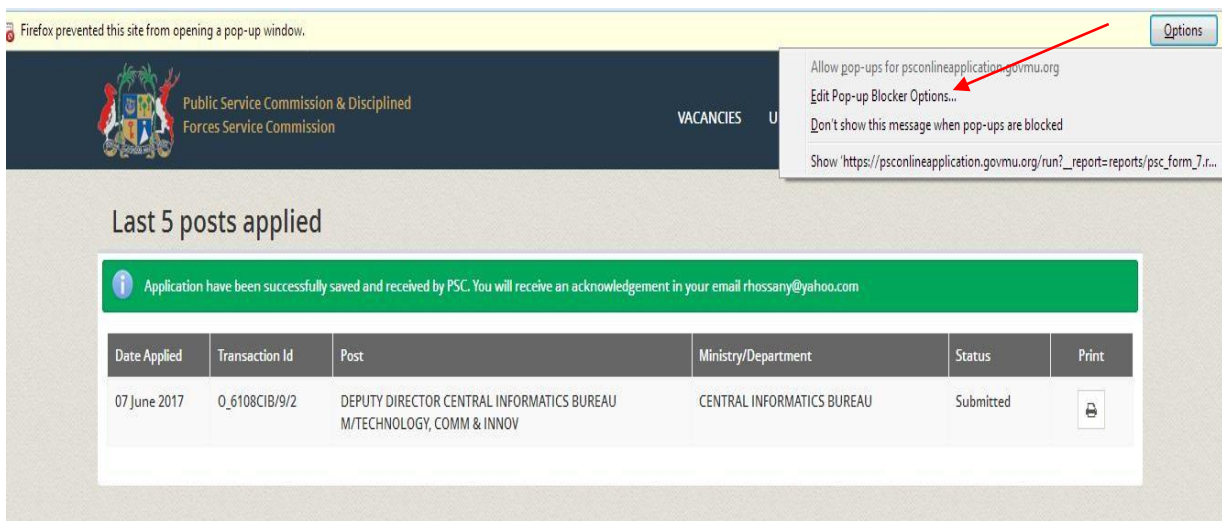 Firefox prevented this site from opening a pop-up window.
Options
Allow pop-ups for psconlineapplication.govmu.org
Edit Pop-up Blocker Options...
Don't show this message when pop-ups are blocked
Show 'https://psconlineapplication.govmu.org/run?__report=reports/psc_form_7.r...
Public Service Commission & Disciplined
Forces Service Commission
VACANCIES U
Last 5 posts applied
Application have been successfully saved and received by PSC. You will receive an acknowledgement in your email rhossany@yahoo.com
Date Applied Transaction Id Post Ministry/Department Status Print
07 June 2017 O_6108CIB/9/2 DEPUTY DIRECTOR CENTRAL INFORMATICS BUREAU CENTRAL INFORMATICS BUREAU Submitted
M/TECHNOLOGY, COMM & INNOV